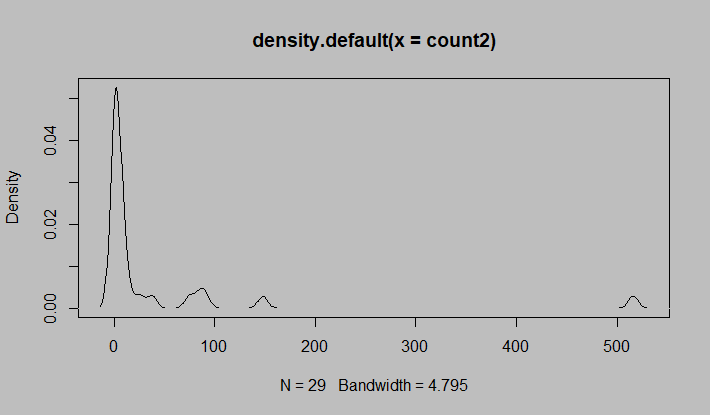 density.default(x = count2)
Density
0.04
0.02
0.00
0 100 200 300 400 500
N = 29 Bandwidth = 4.795